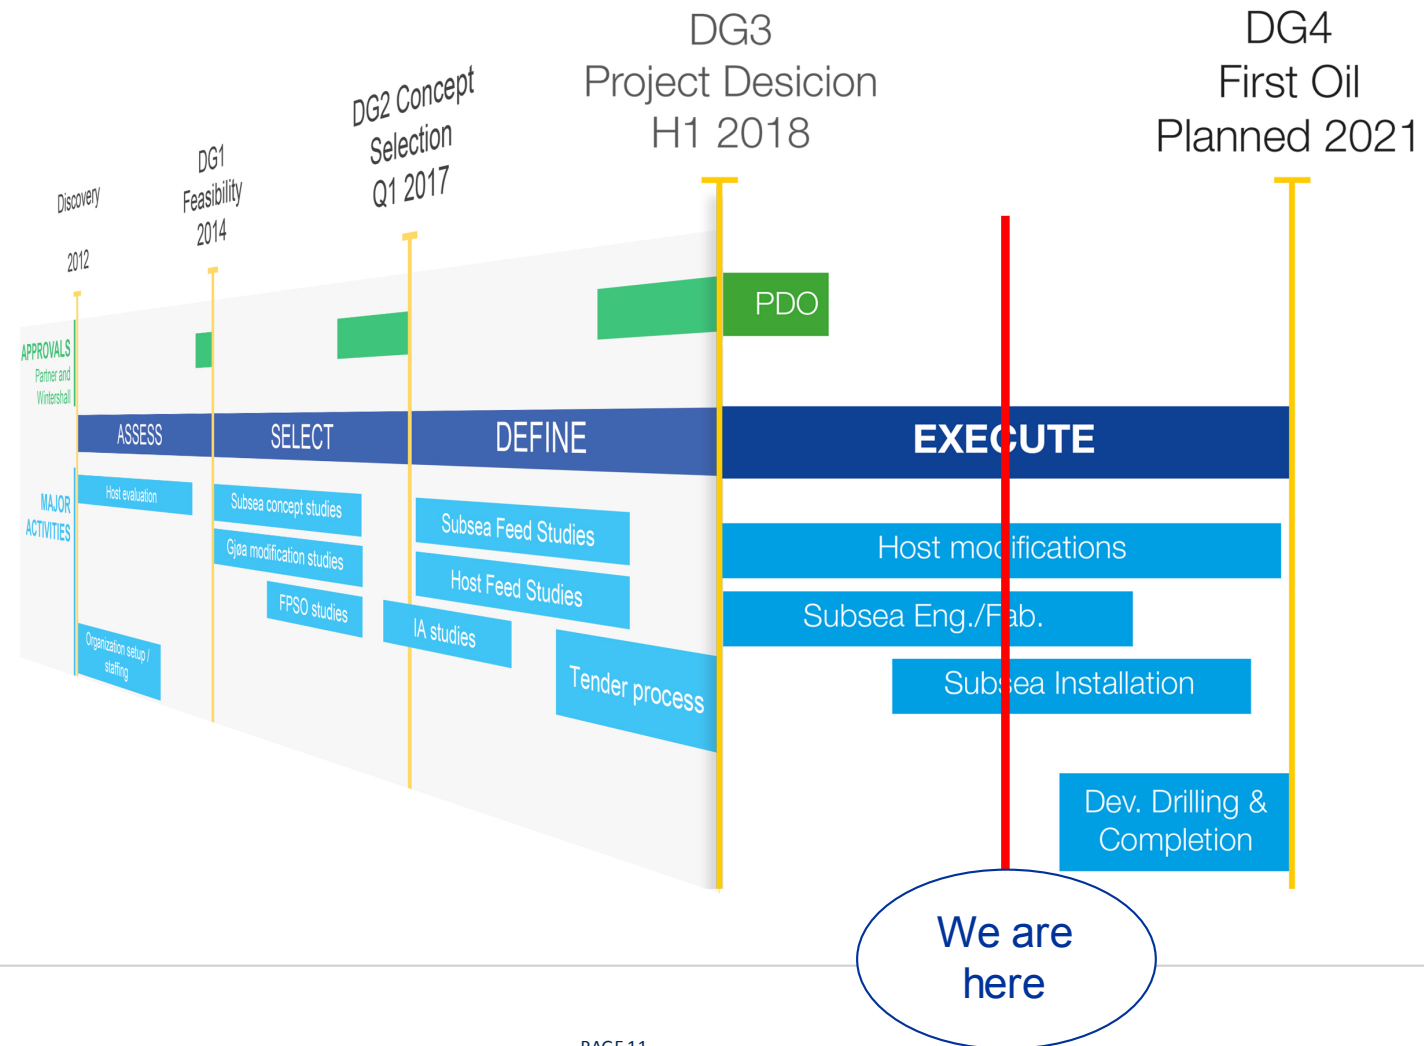 DG3
Project Desicion
H1 2018
DG4
First Oil
Planned 2021
DG2 Concept
Selection
Q1 2017
DG1
Feasibility
2014
Discovery
2012
APPROVALS
Partner and
Wintershall
PDO
ASSESS
SELECT
DEFINE
EXECUTE
MAJOR
ACTIVITIES
Host evaluation
Organization setup /
staffing
Subsea concept studies
Gjøa modification studies
FPSO studies
IA studies
Subsea Feed Studies
Host Feed Studies
Tender process
Host modifications
Subsea Eng./Fab.
Subsea Installation
Dev. Drilling &
Completion
We are
here
PAGE 11